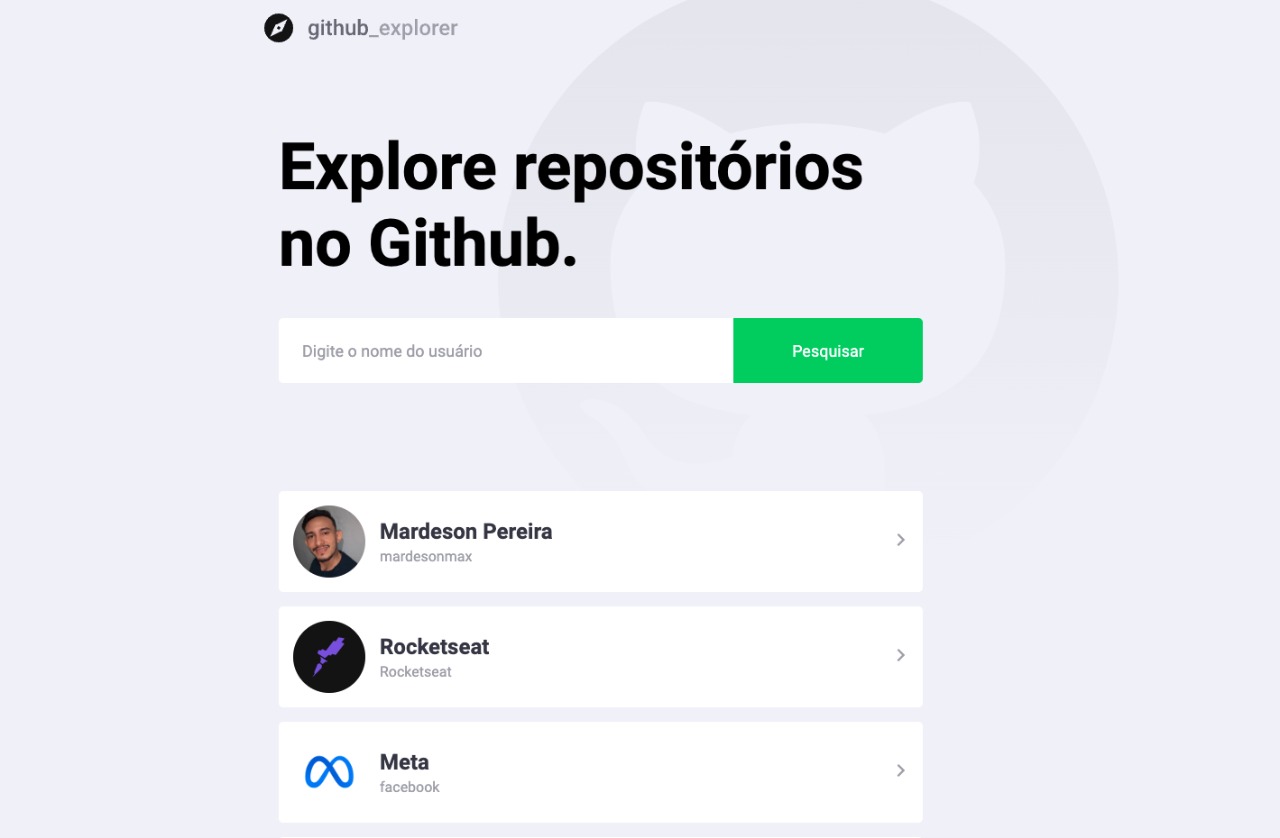 github_explorer
Explore repositórios
no Github.
Digite o nome do usuário
Pesquisar
Mardeson Pereira
mardesonmax
Rocketseat
Rocketseat
Meta
facebook